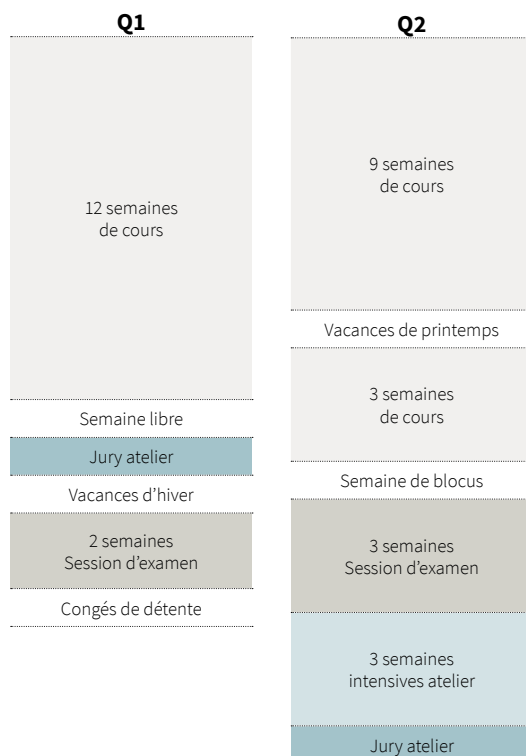 Q1
12 semaines
de cours
Semaine libre
Jury atelier
Vacances d’hiver
2 semaines
Session d’examen
Congés de détente
Q2
9 semaines
de cours
Vacances de printemps
3 semaines
de cours
Semaine de blocus
3 semaines
Session d’examen
3 semaines
intensives atelier
Jury atelier